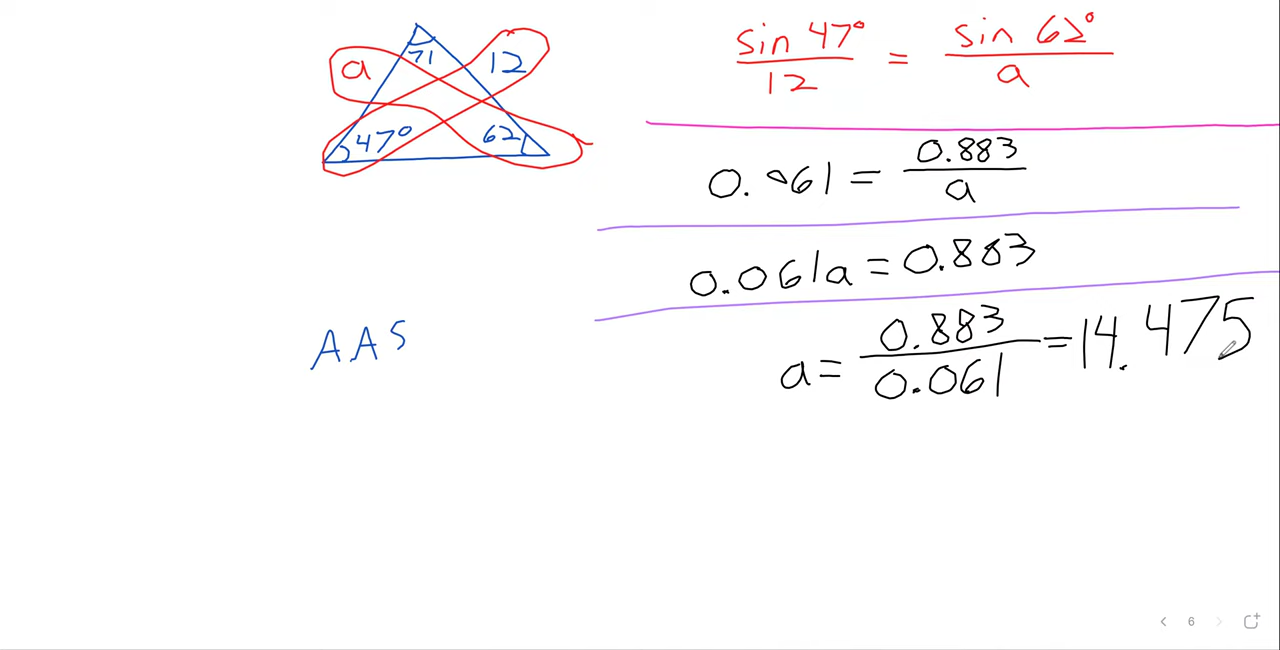 71
a
12
47°
62
sin 47° / 12 = sin 62° / a
0.061 = 0.883 / a
0.061a = 0.883
a = 0.883 / 0.061 = 14.475
AAS
6